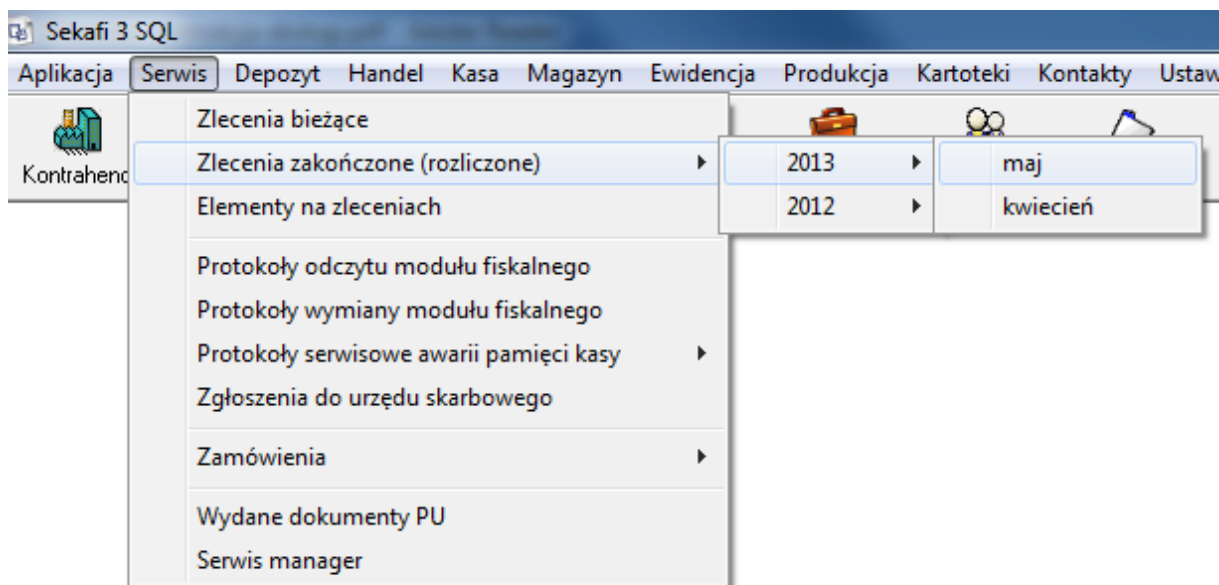 Sekafi 3 SQL
Aplikacja Serwis Depozyt Handel Kasa Magazyn Ewidencja Produkcja Kartoteki Kontakty Ustaw
Kontrahenc
Zlecenia bieżące
Zlecenia zakończone (rozliczone) 2013 maj
Elementy na zleceniach 2012 kwiecień
Protokoły odczytu modułu fiskalnego
Protokoły wymiany modułu fiskalnego
Protokoły serwisowe awarii pamięci kasy
Zgłoszenia do urzędu skarbowego
Zamówienia
Wydane dokumenty PU
Serwis manager